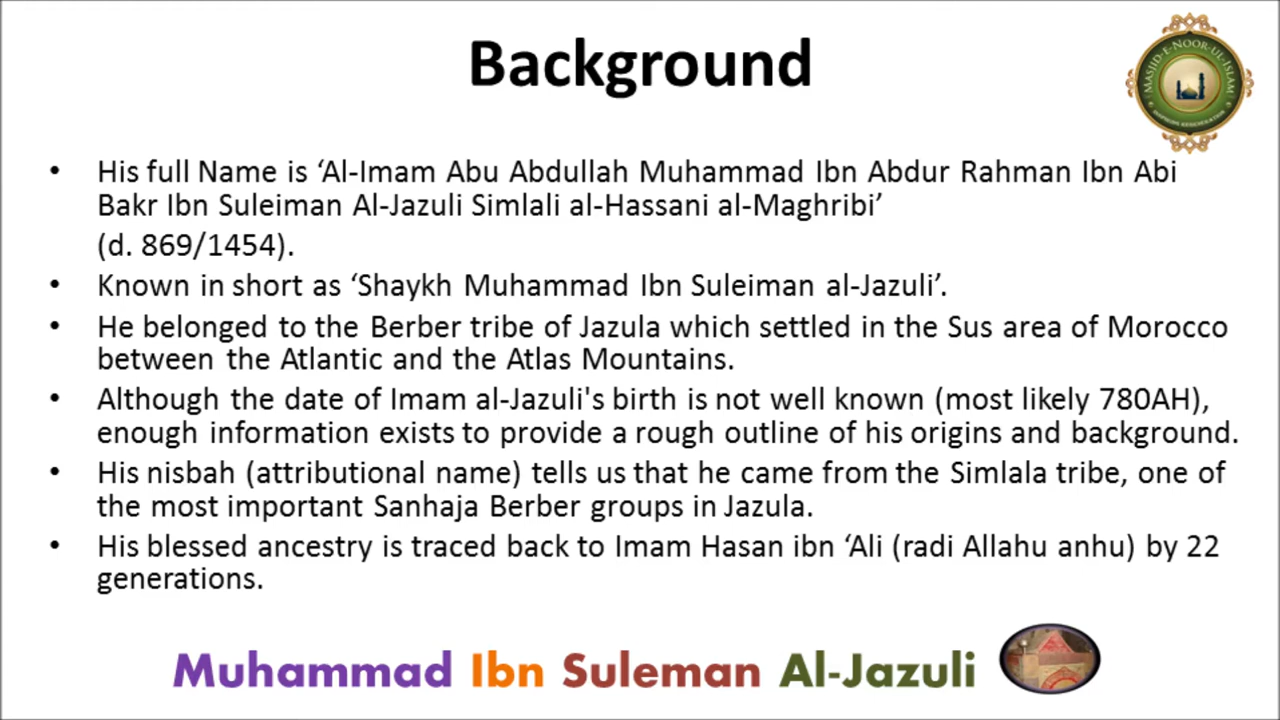 Background
MASJID-E-NOOR-UL-ISLAM
• His full Name is ‘Al-Imam Abu Abdullah Muhammad Ibn Abdur Rahman Ibn Abi
Bakr Ibn Suleiman Al-Jazuli Simlali al-Hassani al-Maghribi’
(d. 869/1454).
• Known in short as ‘Shaykh Muhammad Ibn Suleiman al-Jazuli’.
• He belonged to the Berber tribe of Jazula which settled in the Sus area of Morocco
between the Atlantic and the Atlas Mountains.
• Although the date of Imam al-Jazuli's birth is not well known (most likely 780AH),
enough information exists to provide a rough outline of his origins and background.
• His nisbah (attributional name) tells us that he came from the Simlala tribe, one of
the most important Sanhaja Berber groups in Jazula.
• His blessed ancestry is traced back to Imam Hasan ibn ‘Ali (radi Allahu anhu) by 22
generations.
Muhammad Ibn Suleman Al-Jazuli